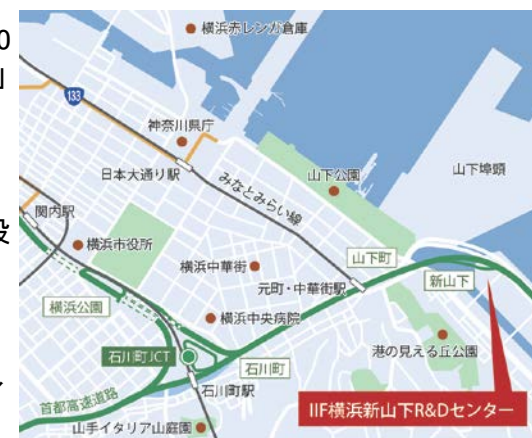 0
横浜赤レンガ倉庫
133
神奈川県庁
日本大通り駅
みなとみらい線
山下公園
山下埠頭
関内駅
設
横浜市役所
横浜中華街
山下町
新山下
元町・中華街駅
横浜公園
横浜中央病院
港の見える丘公園
石川町JCT
石川町
首都高速道路
石川町駅
IIF横浜新山下R&Dセンター
山手イタリア山庭園